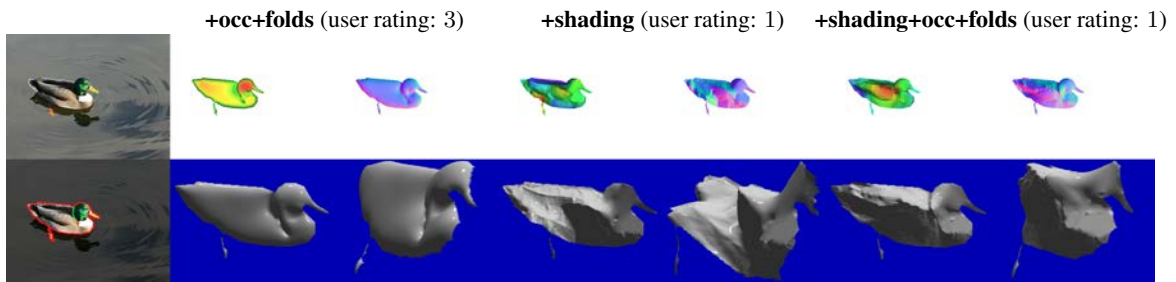 +occ+folds (user rating: 3) +shading (user rating: 1) +shading+occ+folds (user rating: 1)